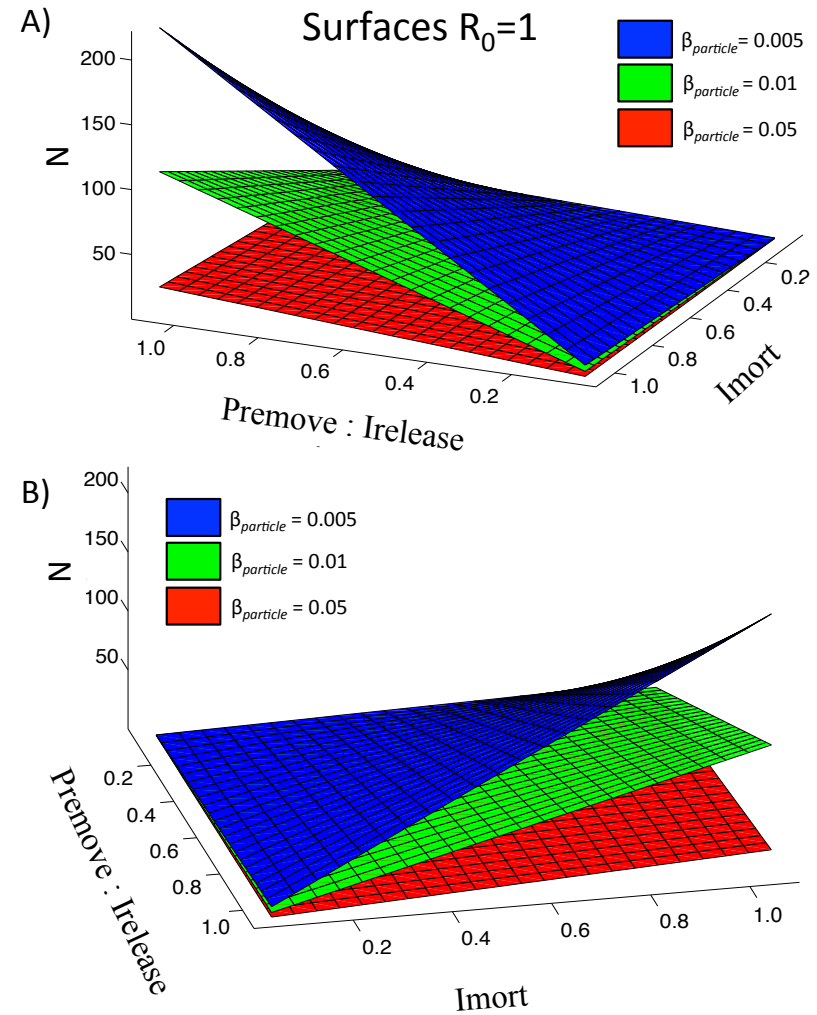 A)
Surfaces R₀=1
βparticle = 0.005
βparticle = 0.01
βparticle = 0.05
N
200
150
100
50
1.0
0.8
0.6
0.4
0.2
Premove : Irelease
0.2
0.4
0.6
0.8
1.0
Imort
B)
βparticle = 0.005
βparticle = 0.01
βparticle = 0.05
N
200
150
100
50
0.2
0.4
0.6
0.8
1.0
Premove : Irelease
0.2
0.4
0.6
0.8
1.0
Imort